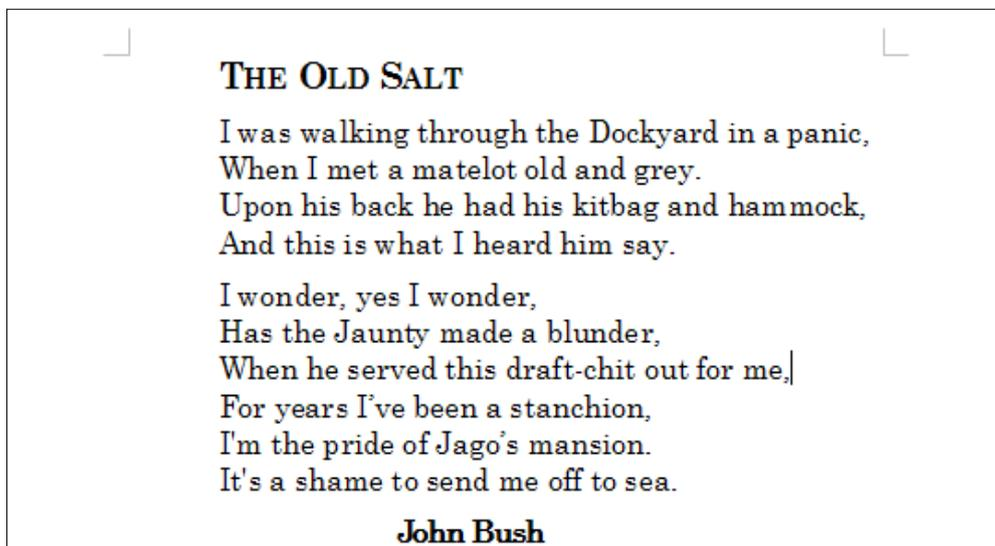 THE OLD SALT
I was walking through the Dockyard in a panic,
When I met a matelot old and grey.
Upon his back he had his kitbag and hammock,
And this is what I heard him say.
I wonder, yes I wonder,
Has the Jaunty made a blunder,
When he served this draft-chit out for me,
For years I’ve been a stanchion,
I'm the pride of Jago’s mansion.
It's a shame to send me off to sea.
John Bush